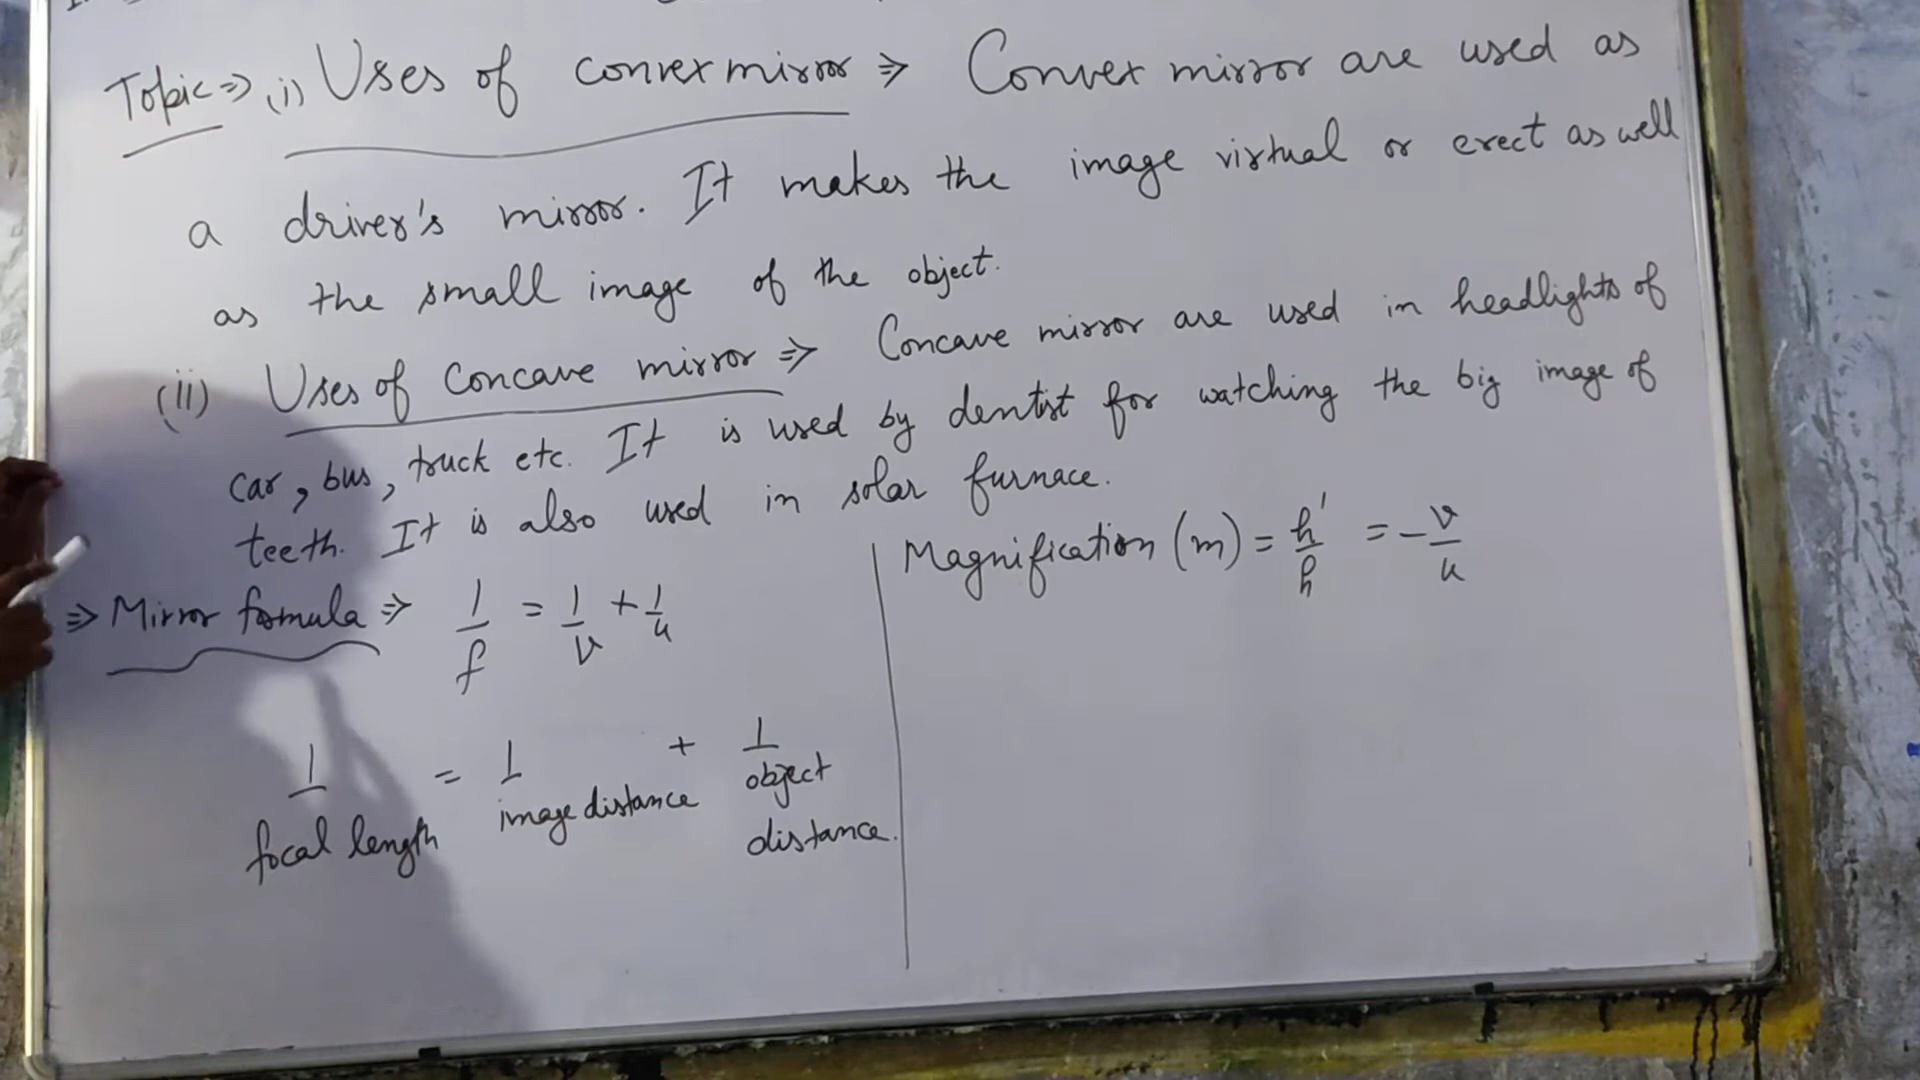 Topic ⇒ (i) Uses of convex mirror ⇒ Convex mirror are used as
a driver's mirror. It makes the image virtual or erect as well
as the small image of the object.
(ii) Uses of Concave mirror ⇒ Concave mirror are used in headlights of
car, bus, truck etc. It is used by dentist for watching the big image of
teeth. It is also used in solar furnace.
⇒ Mirror formula ⇒ 1/f = 1/v + 1/u
1/focal length = 1/image distance + 1/object distance.
Magnification (m) = h'/h = -v/u